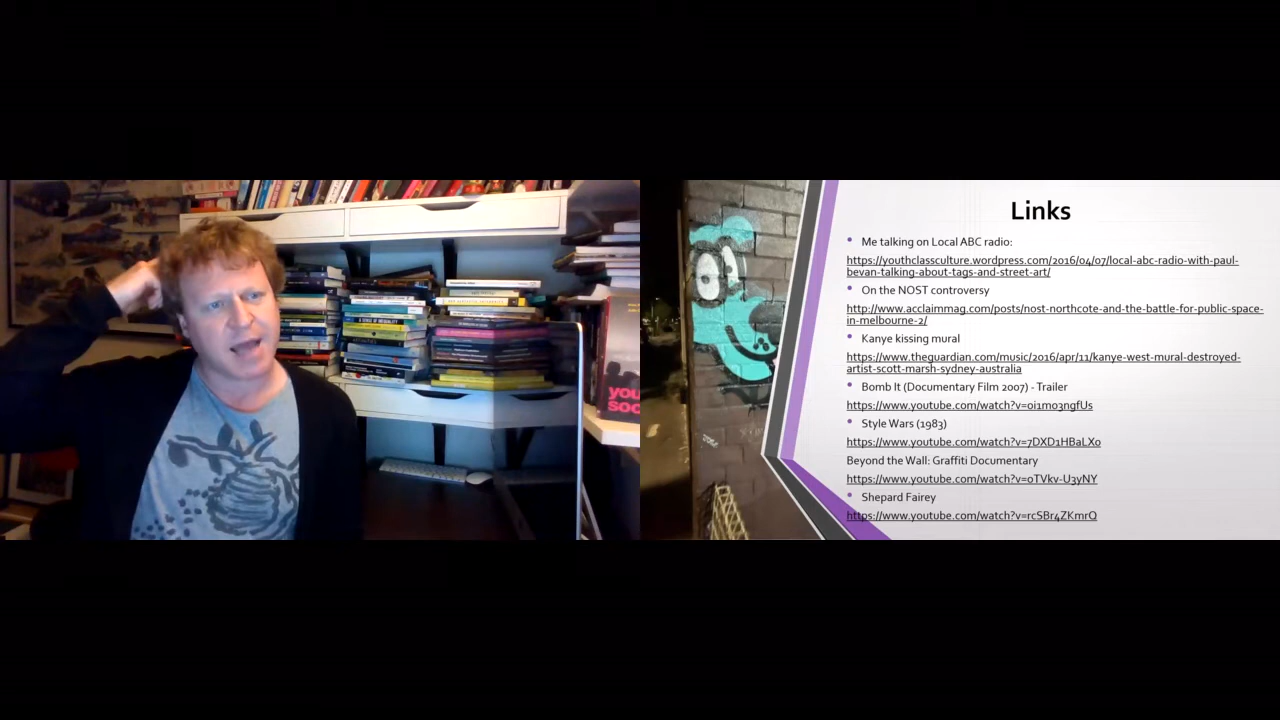 Links
Me talking on Local ABC radio:
https://youthclassculture.wordpress.com/2016/04/07/local-abc-radio-with-paul-
bevan-talking-about-tags-and-street-art/
On the NOST controversy
http://www.acclaimmag.com/posts/nost-northcote-and-the-battle-for-public-space-
in-melbourne-2/
Kanye kissing mural
https://www.theguardian.com/music/2016/apr/11/kanye-west-mural-destroyed-
artist-scott-marsh-sydney-australia
Bomb It (Documentary Film 2007) - Trailer
https://www.youtube.com/watch?v=oi1mo3ngfUs
Style Wars (1983)
https://www.youtube.com/watch?v=7DXD1HBaLXo
Beyond the Wall: Graffiti Documentary
https://www.youtube.com/watch?v=oTVkv-U3yNY
Shepard Fairey
https://www.youtube.com/watch?v=rcSBr4ZKmrQ
you
soc